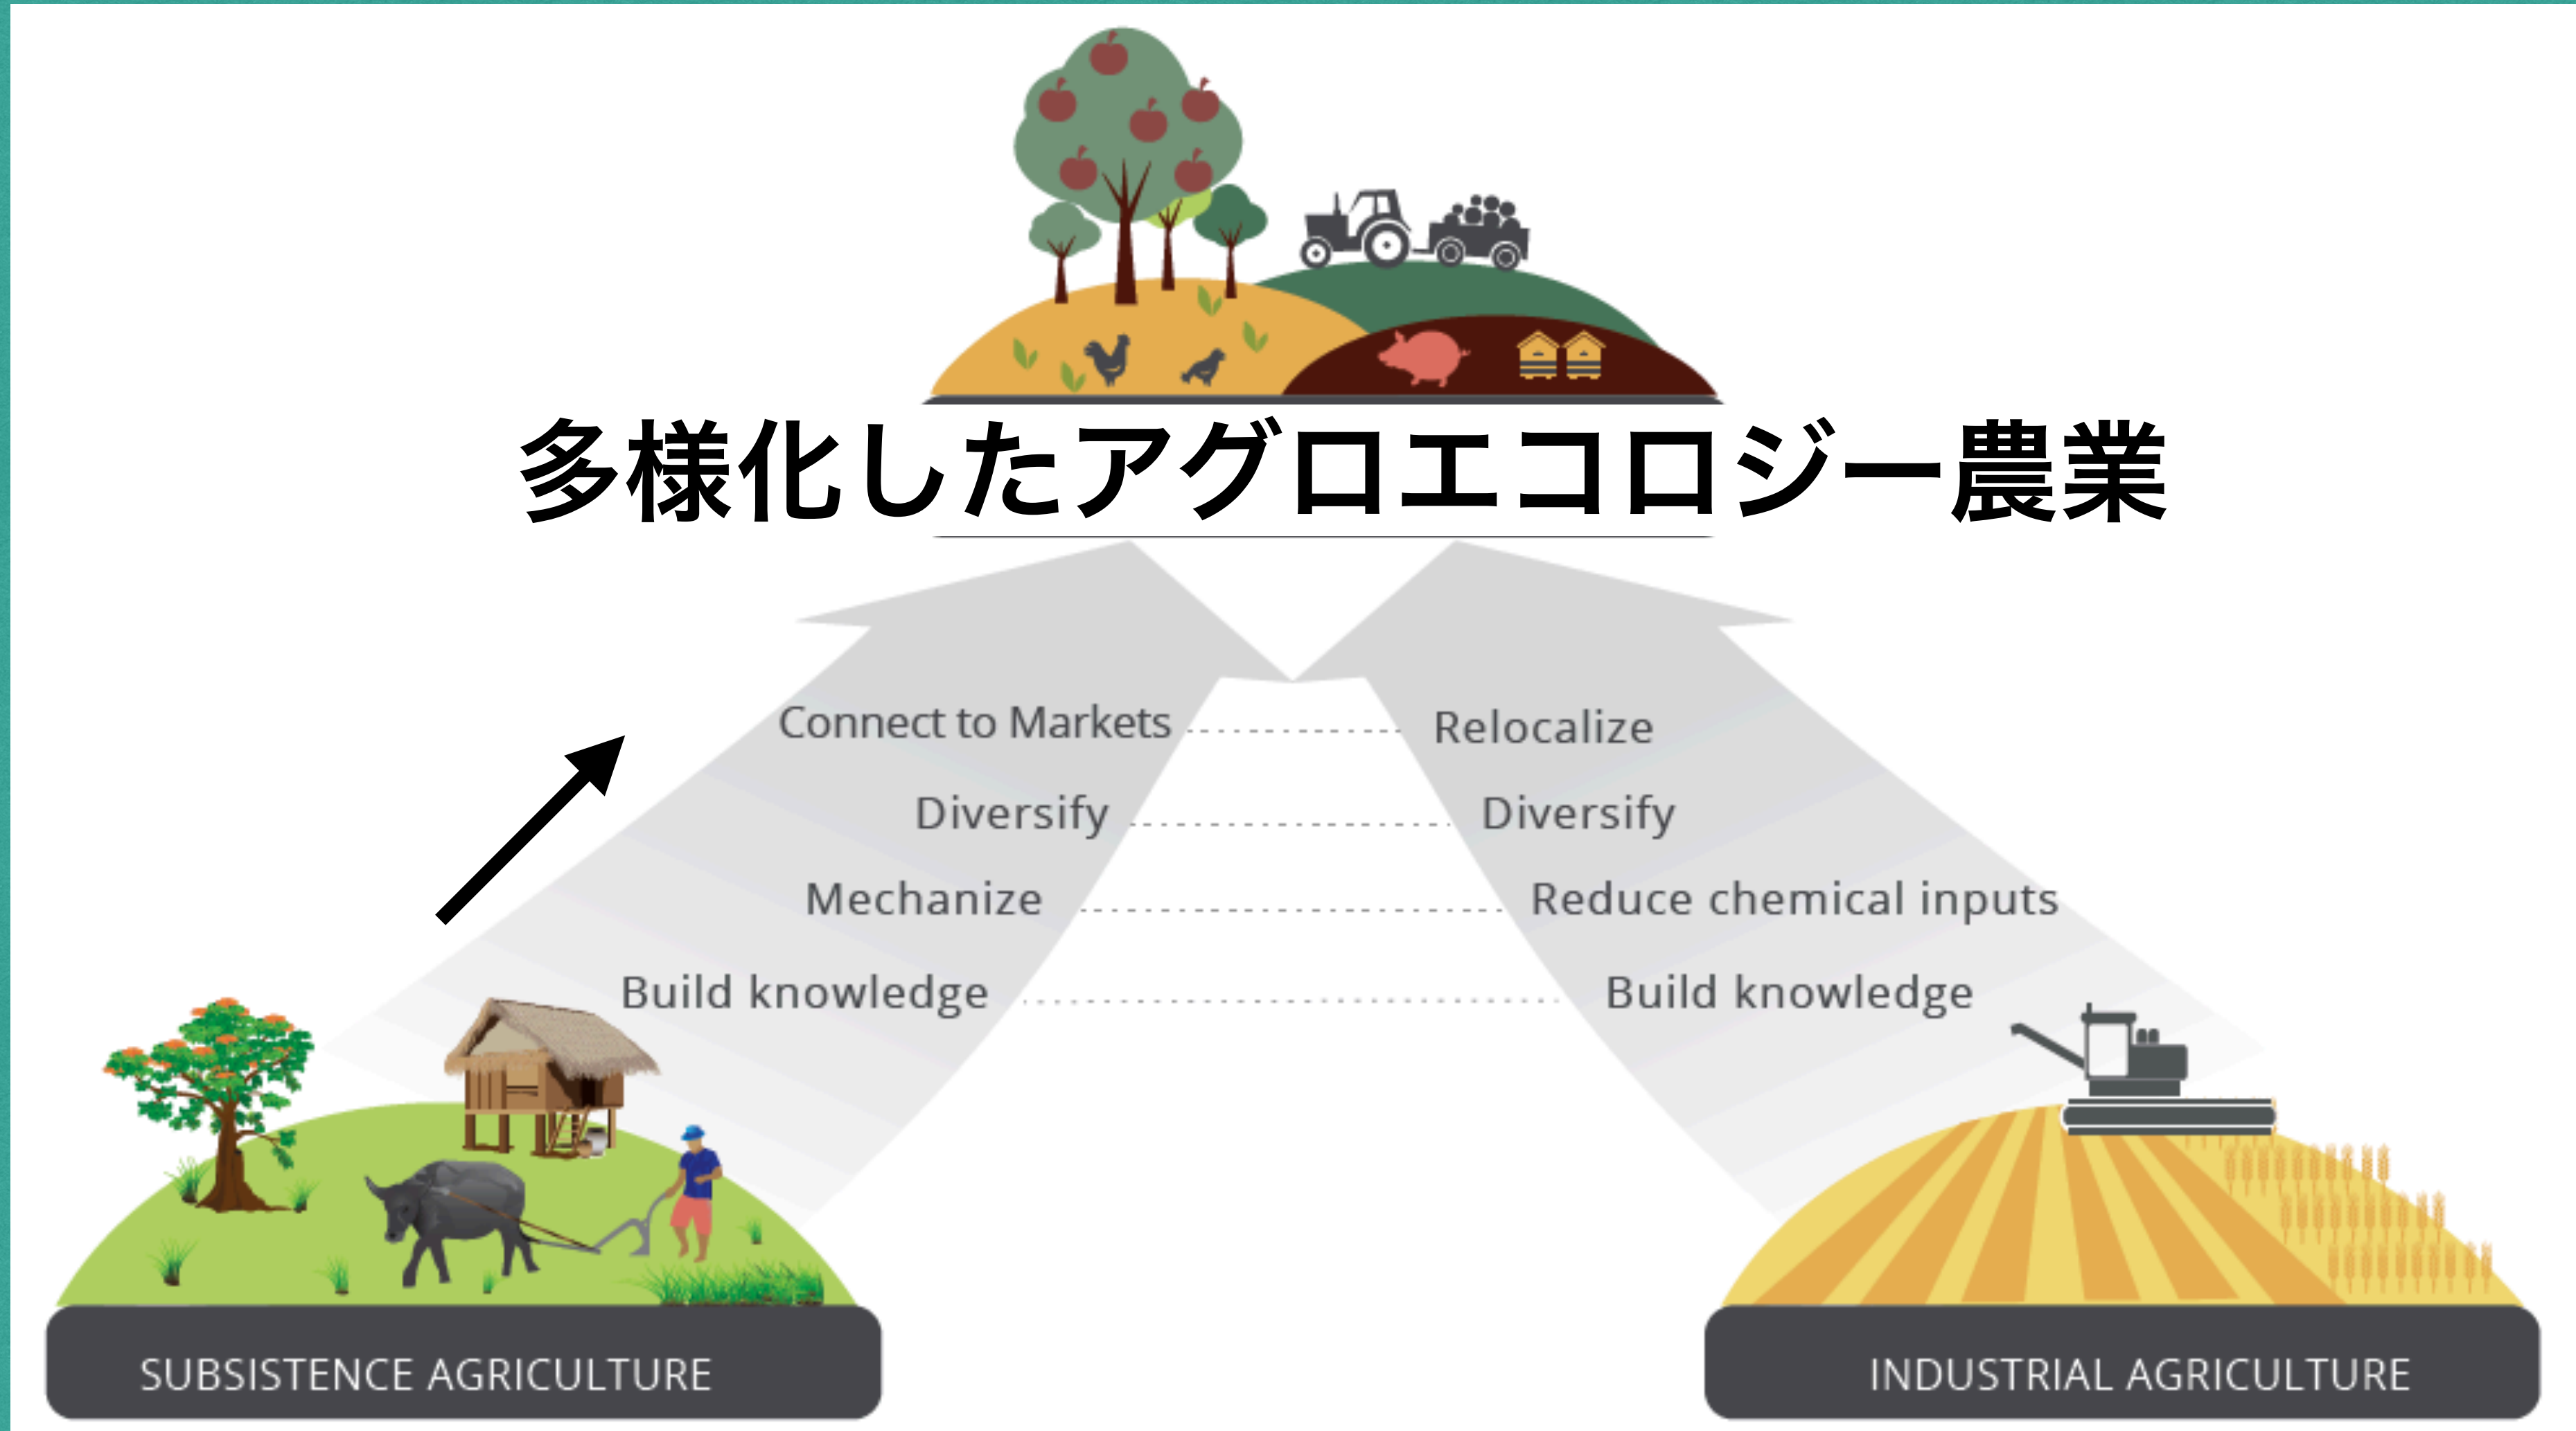 多様化したアグロエコロジー農業
Connect to Markets
Relocalize
Diversify
Diversify
Mechanize
Reduce chemical inputs
Build knowledge
Build knowledge
SUBSISTENCE AGRICULTURE
INDUSTRIAL AGRICULTURE